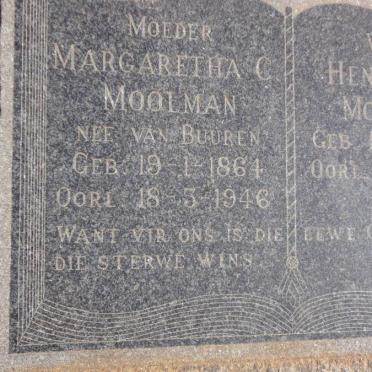 MOEDER
MARGARETHA C
MOOLMAN
NEE VAN BUUREN
GEB 19-1-1864
OORL 18-3-1946
WANT VIR ONS IS DIE LEWE
DIE STERWE WINS
HEN
MO
GEB
OORL